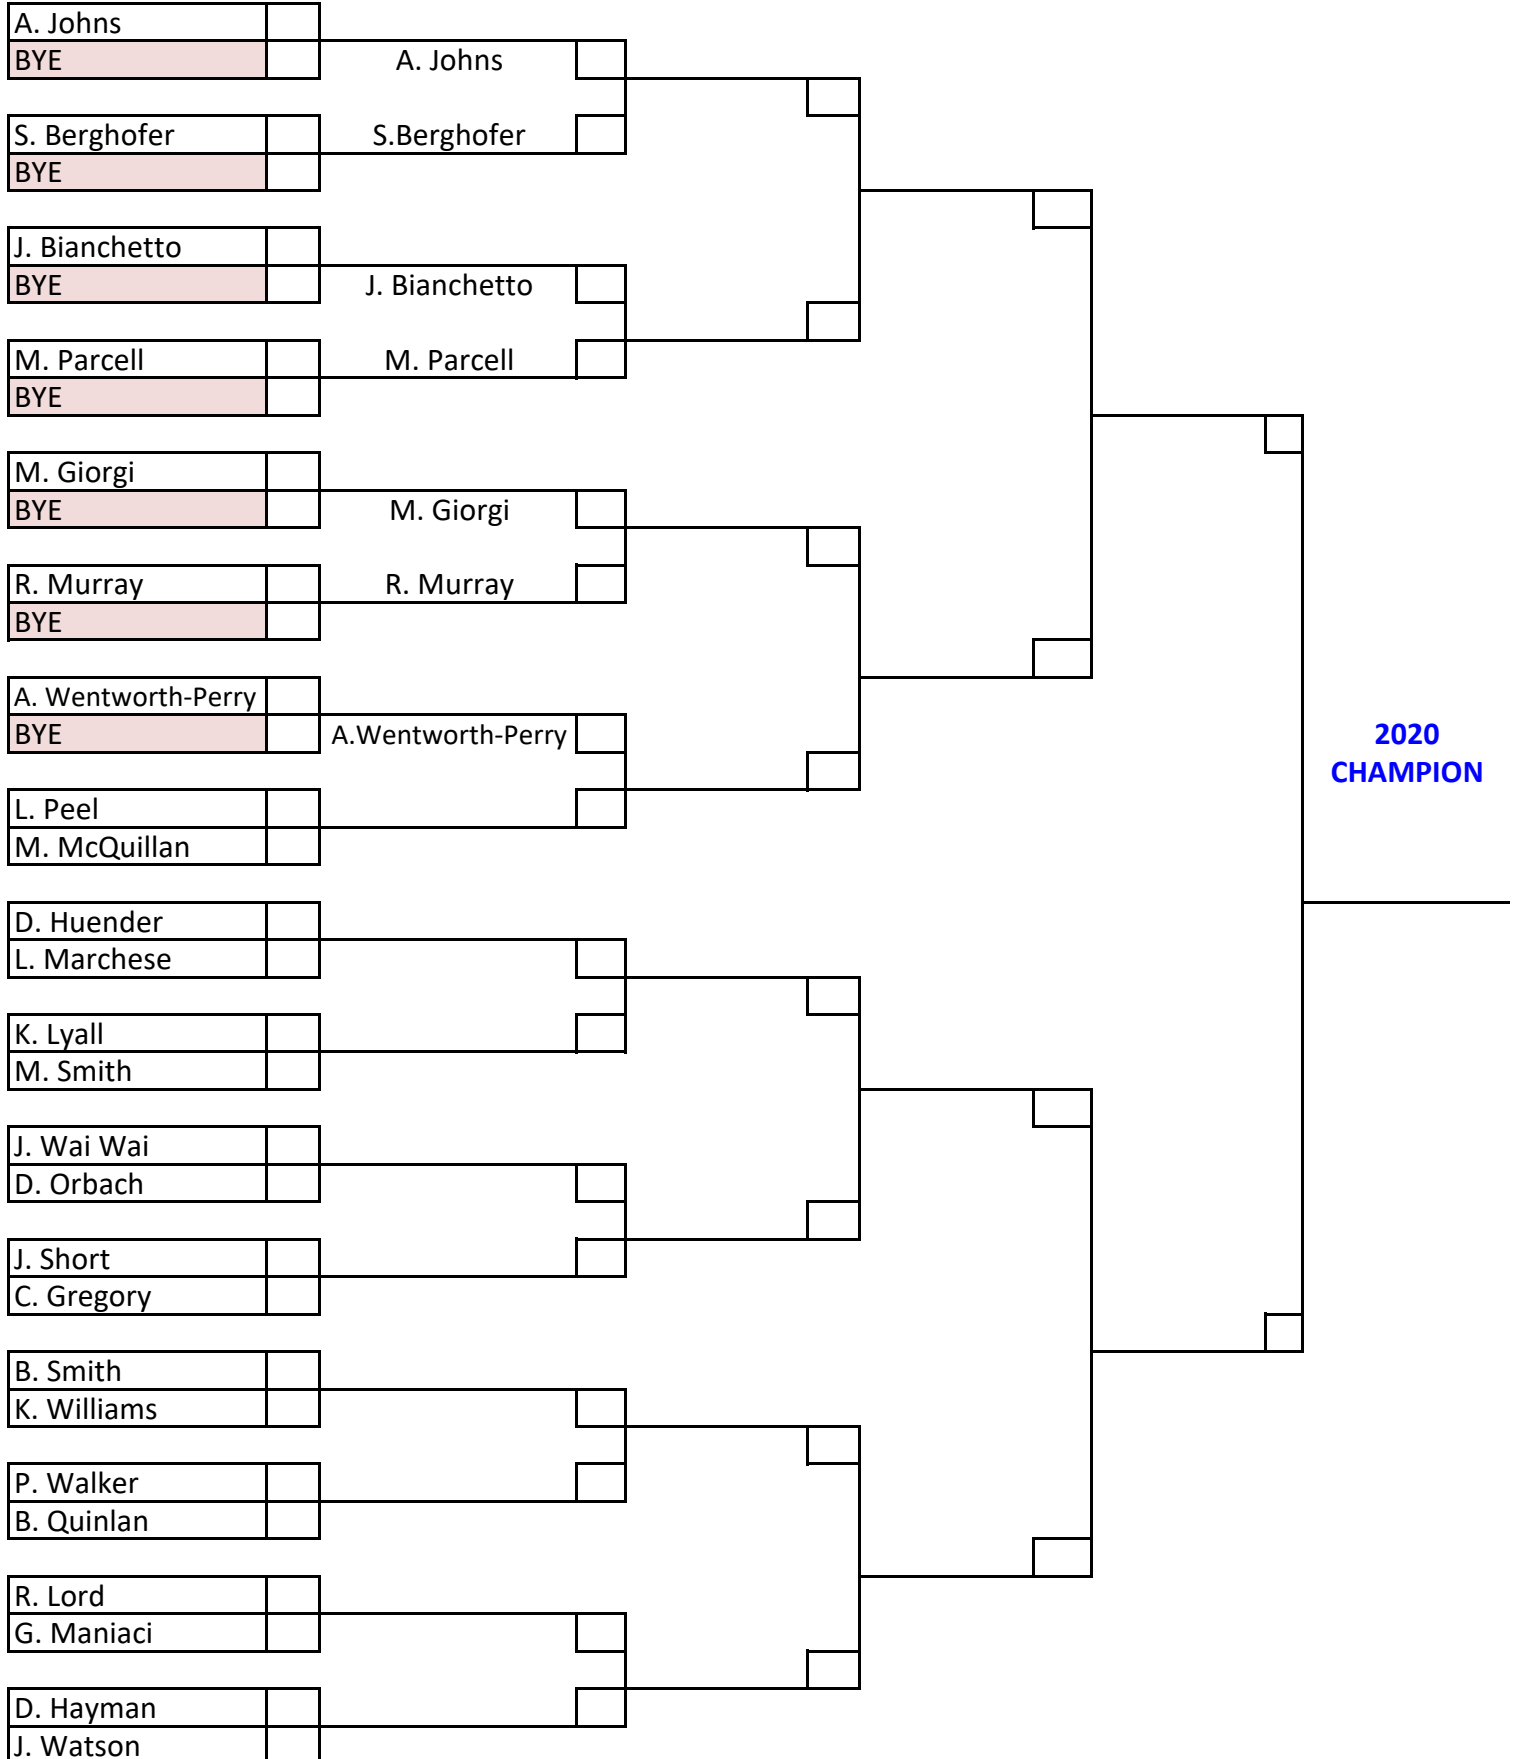 A. Johns
BYE
A. Johns
S. Berghofer
S.Berghofer
BYE
J. Bianchetto
BYE
J. Bianchetto
M. Parcell
M. Parcell
BYE
M. Giorgi
BYE
M. Giorgi
R. Murray
R. Murray
BYE
A. Wentworth-Perry
BYE
A.Wentworth-Perry
2020
CHAMPION
L. Peel
M. McQuillan
D. Huender
L. Marchese
K. Lyall
M. Smith
J. Wai Wai
D. Orbach
J. Short
C. Gregory
B. Smith
K. Williams
P. Walker
B. Quinlan
R. Lord
G. Maniaci
D. Hayman
J. Watson